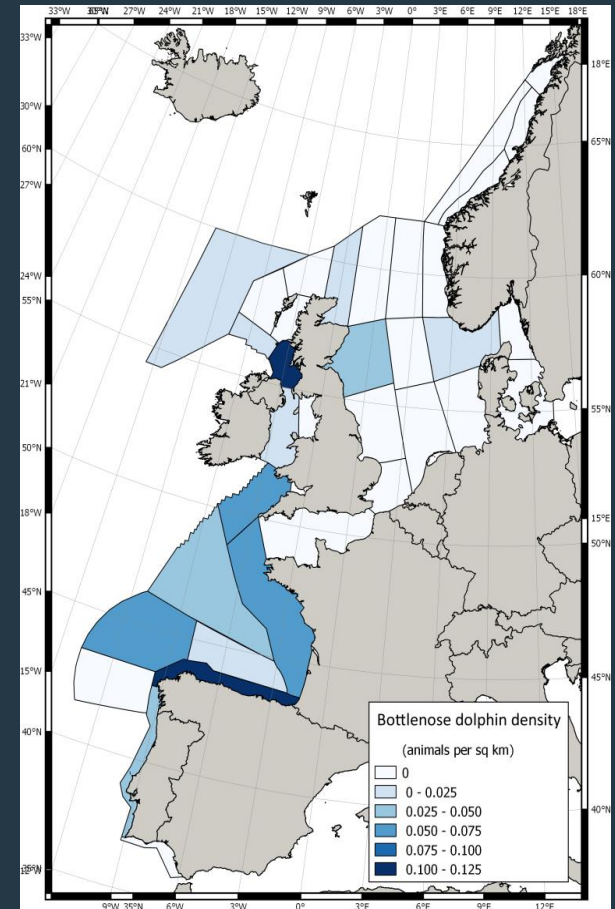 33°W 30°W 27°W 24°W 21°W 18°W 15°W 12°W 9°W 6°W 3°W 0° 3°E 6°E 9°E 12°E 15°E 18°E
33°W
18°E
30°W
65°N
60°N
27°W
60°N
24°W
55°N
21°W
55°N
50°N
18°W
15°E
50°N
45°N
15°W
45°N
40°N
40°N
12°W
9°W 35°N 6°W 3°W 0° 3°E 6°E 9°E 12°E
Bottlenose dolphin density
(animals per sq km)
0
0 - 0.025
0.025 - 0.050
0.050 - 0.075
0.075 - 0.100
0.100 - 0.125